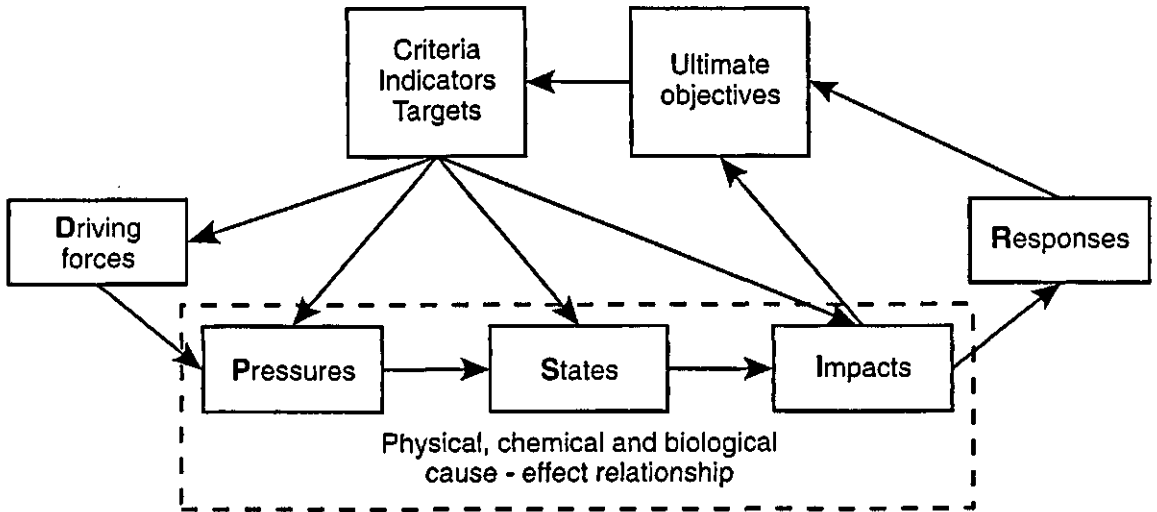 Criteria
Indicators
Targets
Ultimate
objectives
Driving
forces
Responses
Pressures
States
Impacts
Physical, chemical and biological
cause - effect relationship